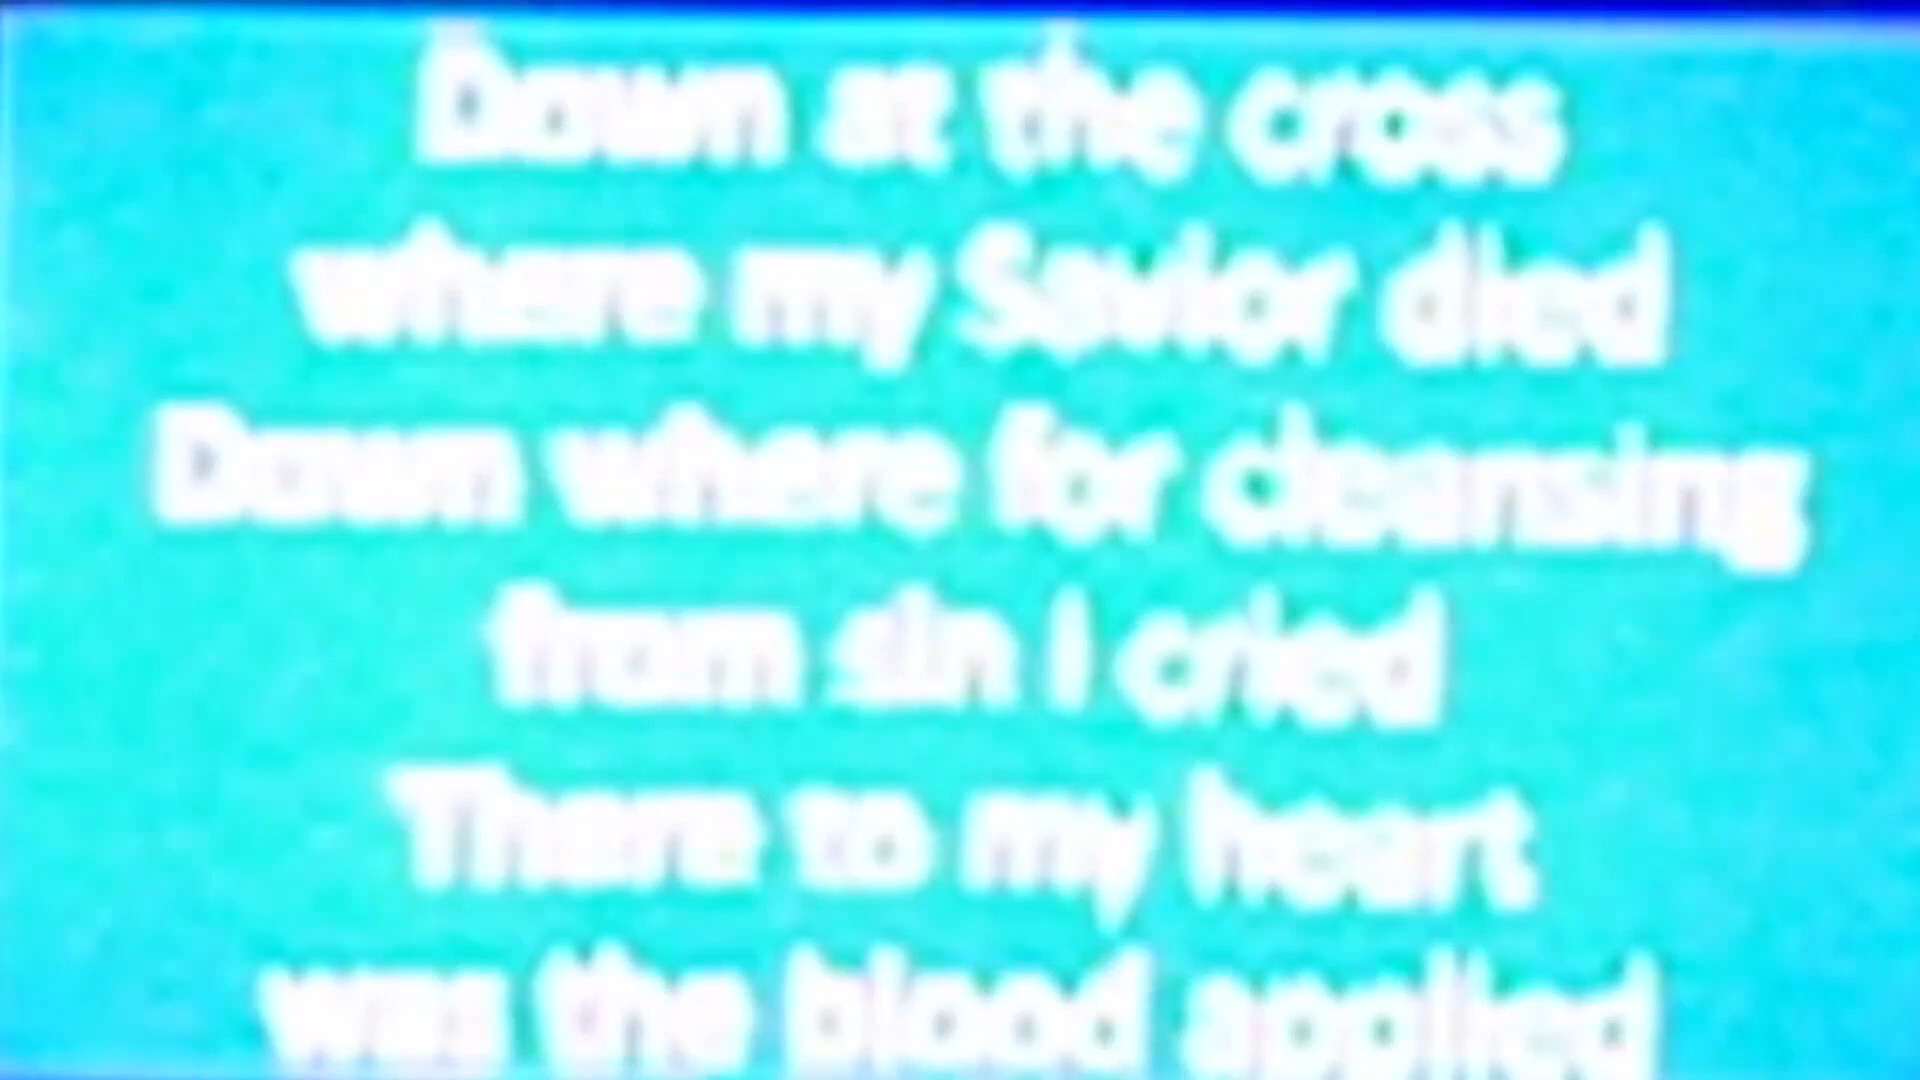 Down at the cross
where my Savior died
Down where for cleansing
from sin I cried
There to my heart
was the blood applied